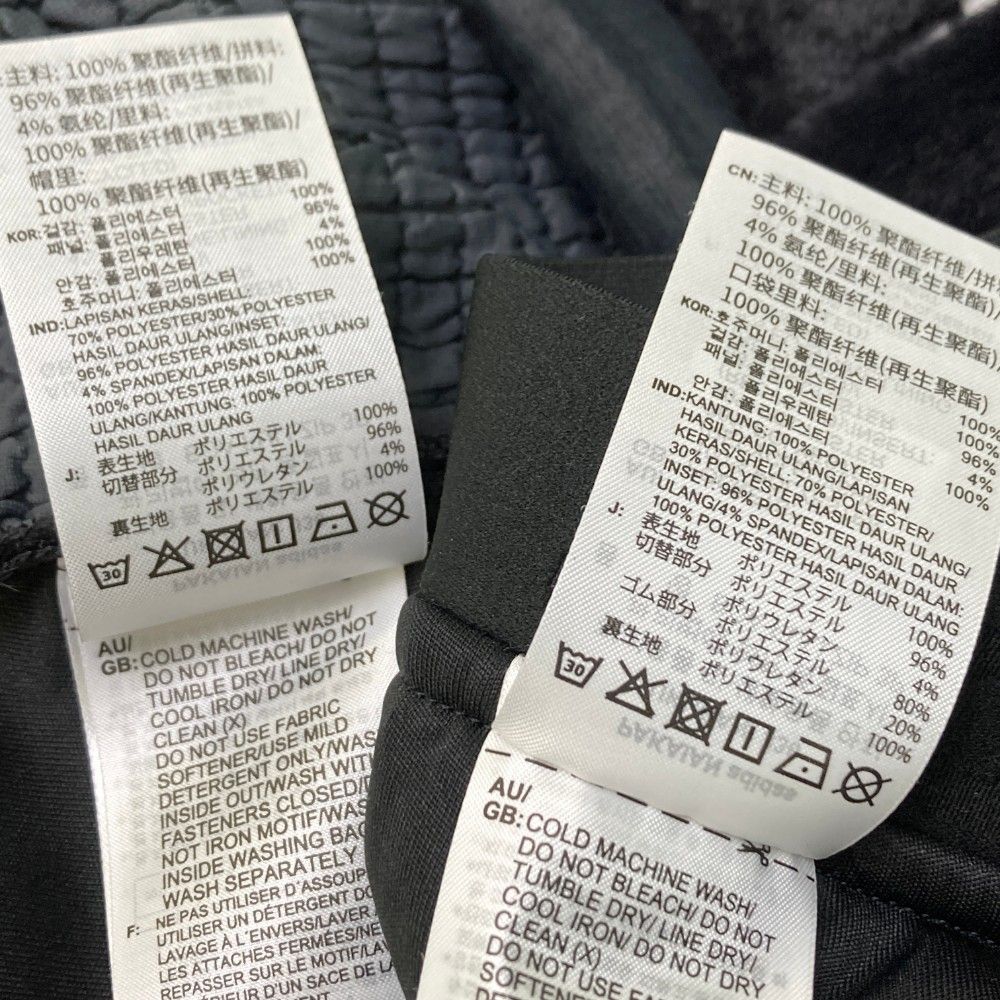 主料: 100% 聚酯纤维/拼料:
96% 聚酯纤维(再生聚酯)/
4% 氨纶/里料:
100% 聚酯纤维(再生聚酯)/
帽里:
100% 聚酯纤维(再生聚酯)
KOR: 겉감: 폴리에스터 100%
패널: 폴리에스터 96%
폴리우레탄 4%
안감: 폴리에스터 100%
호주머니: 폴리에스터 100%
IND:LAPISAN KERAS/SHELL:
70% POLYESTER/30% POLYESTER
HASIL DAUR ULANG/INSET:
96% POLYESTER HASIL DAUR ULANG/
4% SPANDEX/LAPISAN DALAM:
100% POLYESTER HASIL DAUR
ULANG/KANTUNG: 100% POLYESTER
HASIL DAUR ULANG
J: 表生地 ポリエステル 100%
切替部分 ポリエステル 96%
ポリウレタン 4%
裏生地 ポリエステル 100%
30
PAKAIAN adidas
AU/
GB: COLD MACHINE WASH/
DO NOT BLEACH/ DO NOT
TUMBLE DRY/ LINE DRY/
COOL IRON/ DO NOT DRY
CLEAN (X)
DO NOT USE FABRIC
SOFTENER/USE MILD
DETERGENT ONLY/WAS
INSIDE OUT/WASH WITH
FASTENERS CLOSED/D
NOT IRON MOTIF/WAS
INSIDE WASHING BAG
WASH SEPARATELY
F: NE PAS UTILISER D'ASSOUP
UTILISER UN DÉTERGENT DO
LAVAGE À L'ENVERS/LAVER
LES ATTACHES FERMÉES/NE
REPASSER SUR LE MOTIF/LAV
L'INTÉRIEUR D'UN SACE DE LA
CN: 主料: 100% 聚酯纤维/拼
96% 聚酯纤维(再生聚酯)/
4% 氨纶/里料:
100% 聚酯纤维(再生聚酯)/
口袋里料:
100% 聚酯纤维(再生聚酯)
KOR: 호주머니: 폴리에스터 100%
겉감: 폴리에스터 100%
패널: 폴리에스터 96%
폴리우레탄 4%
안감: 폴리에스터 100%
IND:KANTUNG: 100% POLYESTER
HASIL DAUR ULANG/LAPISAN
KERAS/SHELL: 70% POLYESTER/
30% POLYESTER HASIL DAUR ULANG/
INSET: 96% POLYESTER HASIL DAUR
ULANG/4% SPANDEX/LAPISAN DALAM:
100% POLYESTER HASIL DAUR ULANG
J: 表生地 ポリエステル 100%
切替部分 ポリエステル 96%
ポリウレタン 4%
ゴム部分 ポリエステル 80%
ポリウレタン 20%
裏生地 ポリエステル 100%
30
PAKAIAN adidas
AU/
GB: COLD MACHINE WASH/
DO NOT BLEACH/ DO NOT
TUMBLE DRY/ LINE DRY/
COOL IRON/ DO NOT DRY
CLEAN (X)
DO NOT USE FABR